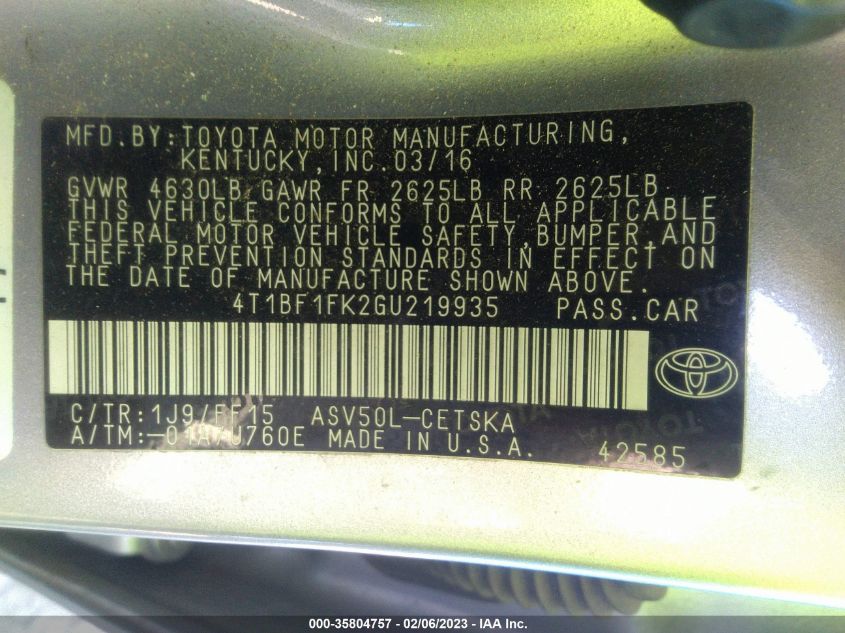 MFD.BY:TOYOTA MOTOR MANUFACTURING,
KENTUCKY,INC.03/16
GVWR 4630LB GAWR FR 2625LB RR 2625LB
THIS VEHICLE CONFORMS TO ALL APPLICABLE
FEDERAL MOTOR VEHICLE SAFETY,BUMPER,AND
THEFT PREVENTION STANDARDS IN EFFECT ON
THE DATE OF MANUFACTURE SHOWN ABOVE.
4T1BF1FK2GU219935 PASS.CAR
C/TR:1J9/FF15 ASV50L-CETSKA
A/TM:-01A/U760E MADE IN U.S.A. 42585
000-35804757 - 02/06/2023 - IAA Inc.